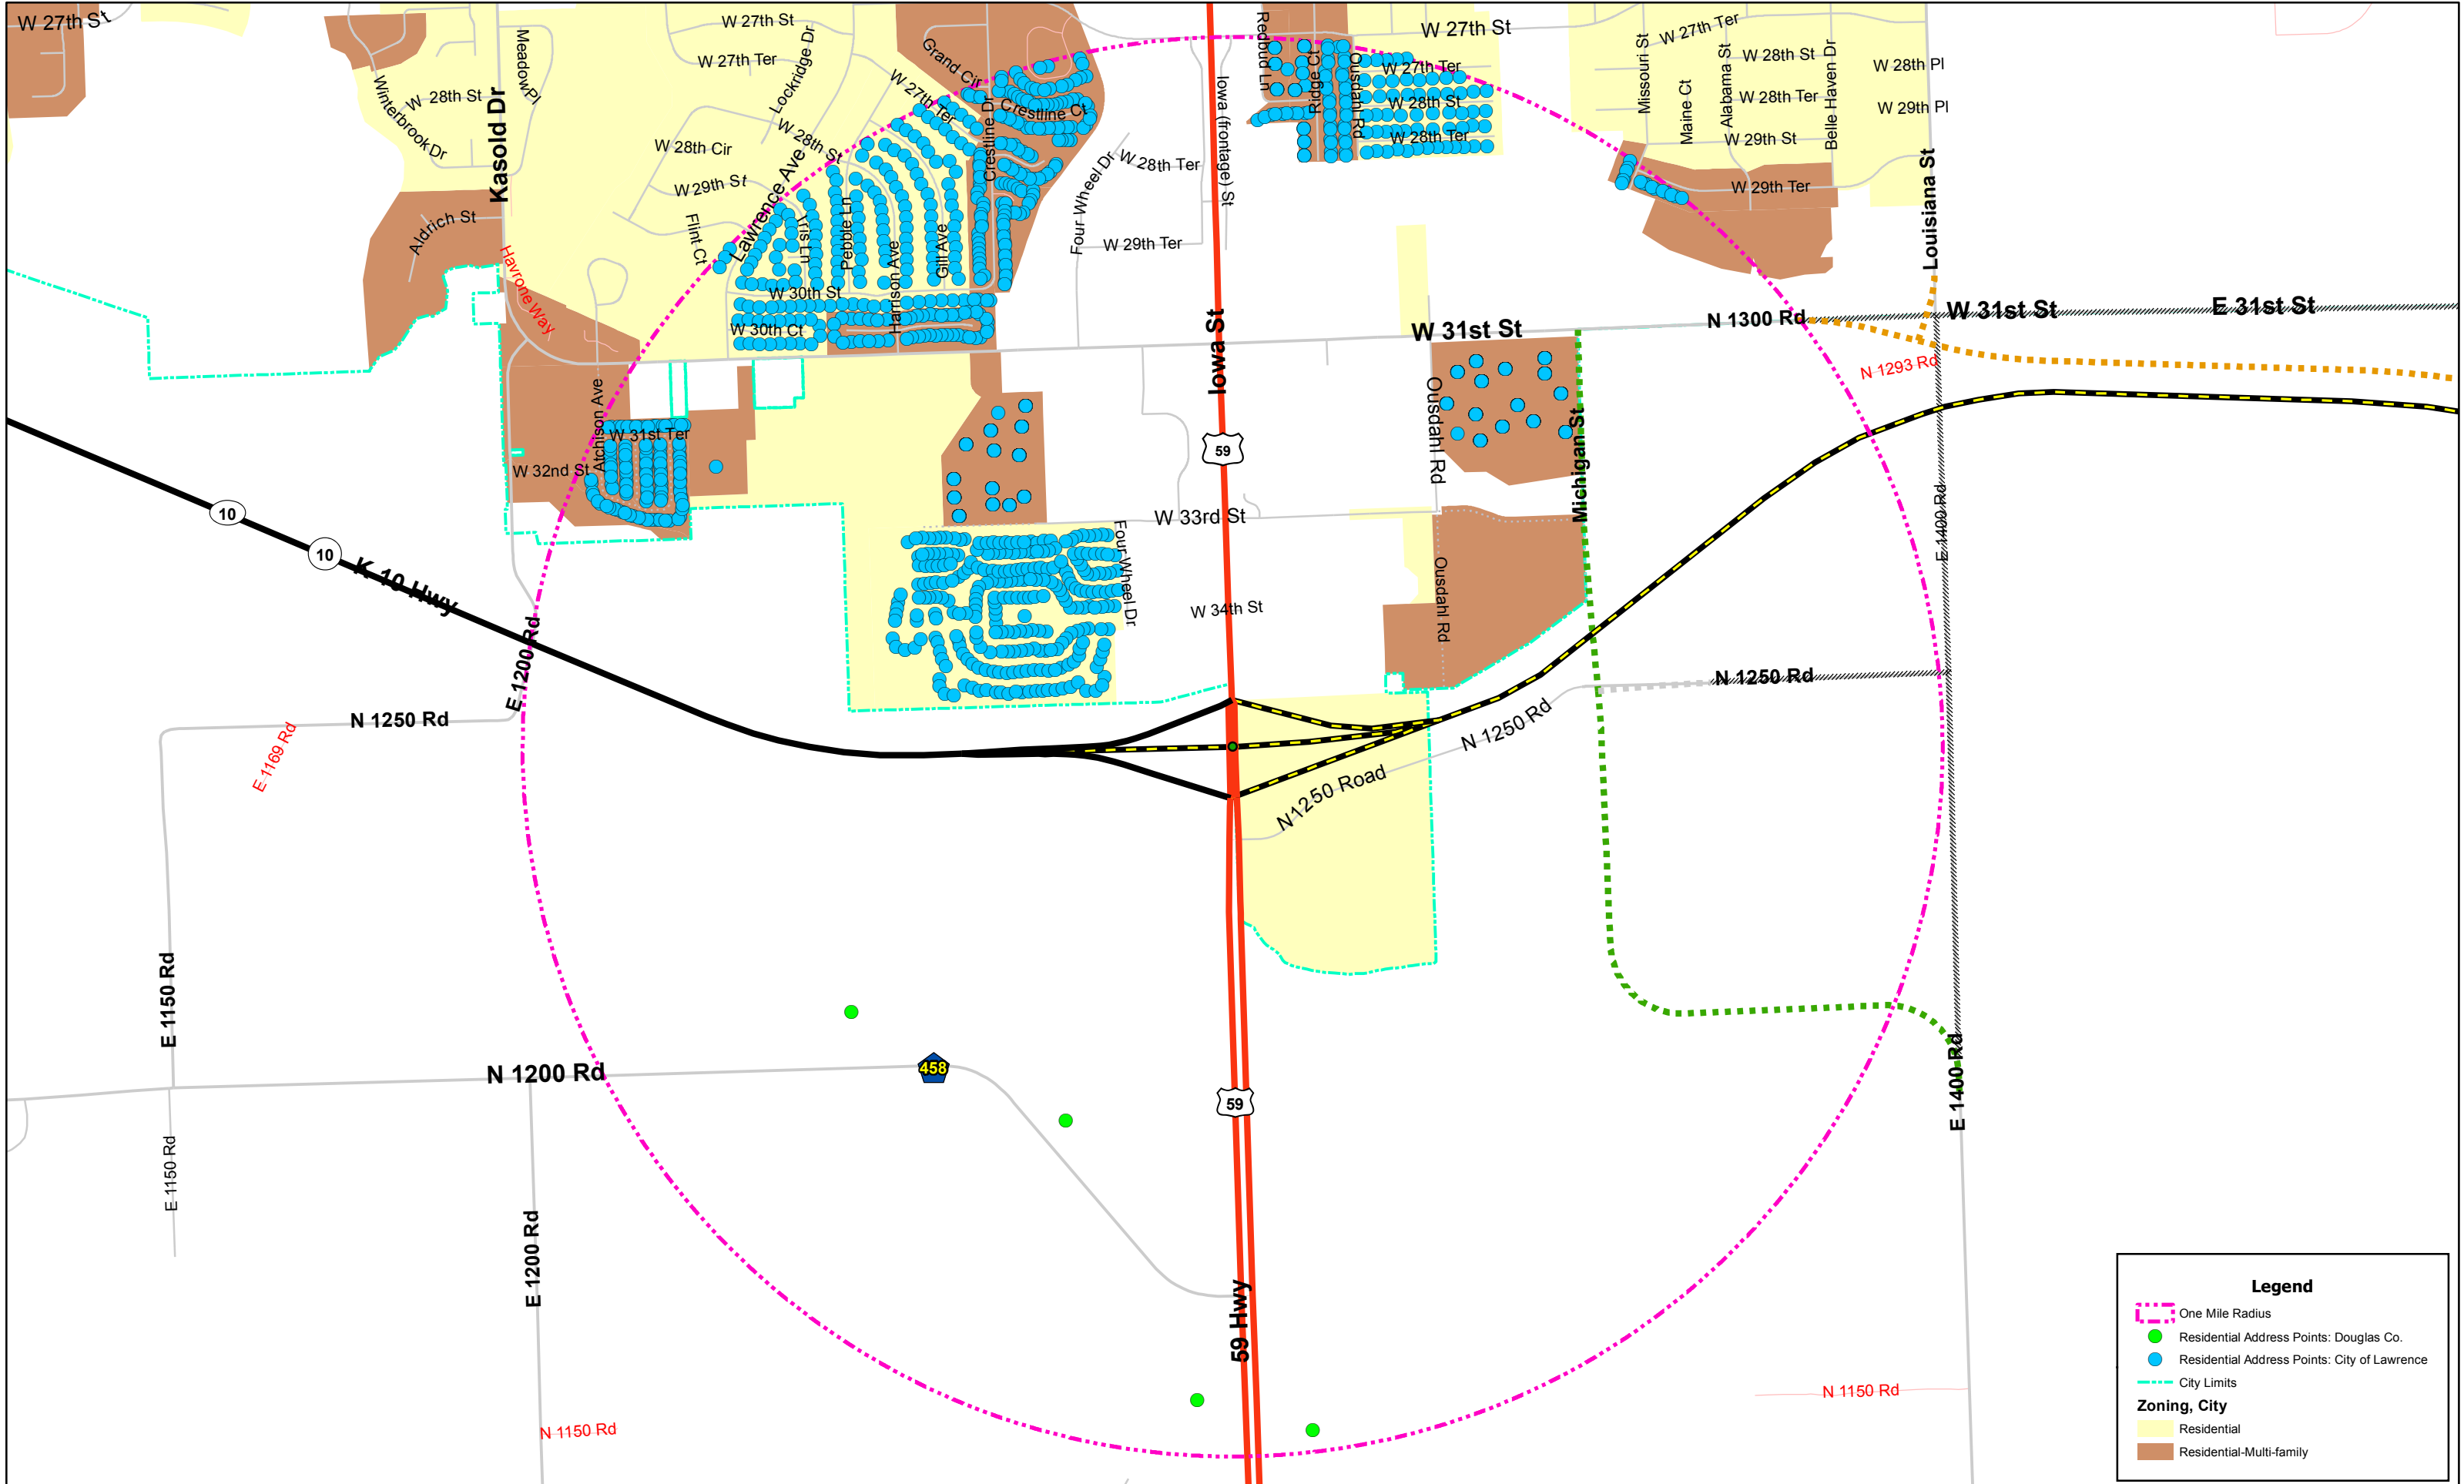 W 27th St
W 27th St
W 27th St
W 27th Ter
W 27th Ter
W 28th St
Meadow Pl
Lockridge Dr
Grand Cir
W 27th Ter
Redbud Ln
Ridge Ct
Ousdahl Rd
W 27th Ter
W 28th St
W 28th St
Missouri St
Alabama St
Maine Ct
Belle Haven Dr
W 28th Pl
Winterbrook Dr
W 28th St
Kasold Dr
W 28th Cir
W 28th St
Crestline Ct
Crestline Dr
Iowa (frontage) St
W 28th Ter
W 28th Ter
W 29th Pl
W 29th St
W 29th St
Lawrence Ave
Four Wheel Dr
W 28th Ter
W 29th Ter
Louisiana St
Aldrich St
Flint Ct
Iris Ln
Pebble Ln
Harrison Ave
Gill Ave
W 29th Ter
Havrone Way
W 30th St
W 30th Ct
Iowa St
W 31st St
N 1300 Rd
W 31st St
E 31st St
N 1293 Rd
Atchison Ave
W 31st Ter
W 32nd St
59
Ousdahl Rd
Michigan St
10
10
K 10 Hwy
W 33rd St
Four Wheel Dr
Ousdahl Rd
E 1400 Rd
W 34th St
E 1200 Rd
N 1250 Rd
N 1250 Rd
N 1250 Rd
N1250 Road
E 1169 Rd
E 1150 Rd
N 1200 Rd
458
59
E 1400 Rd
E 1150 Rd
E 1200 Rd
59 Hwy
N 1150 Rd
N 1150 Rd
Legend
One Mile Radius
Residential Address Points: Douglas Co.
Residential Address Points: City of Lawrence
City Limits
Zoning, City
Residential
Residential-Multi-family